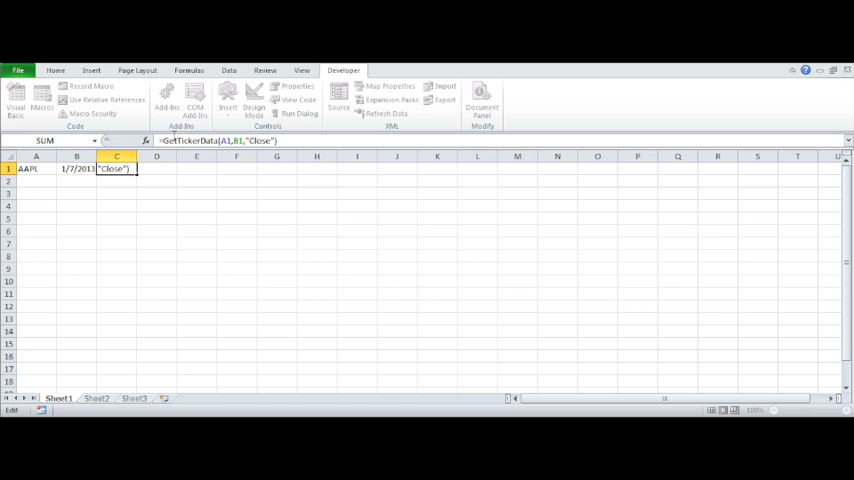 File Home Insert Page Layout Formulas Data Review View Developer
Visual Basic
Macros
Record Macro
Use Relative References
Macro Security
Code
Add-Ins
COM Add-Ins
Add-Ins
Insert
Design Mode
Properties
View Code
Run Dialog
Controls
Source
Map Properties
Expansion Packs
Refresh Data
Import
Export
XML
Document Panel
Modify
SUM fx =GetTickerData(A1,B1,"Close")
A B C D E F G H I J K L M N O P Q R S T U
1 AAPL 1/7/2013 "Close")
2
3
4
5
6
7
8
9
10
11
12
13
14
15
16
17
18
Sheet1 Sheet2 Sheet3
Edit 100%